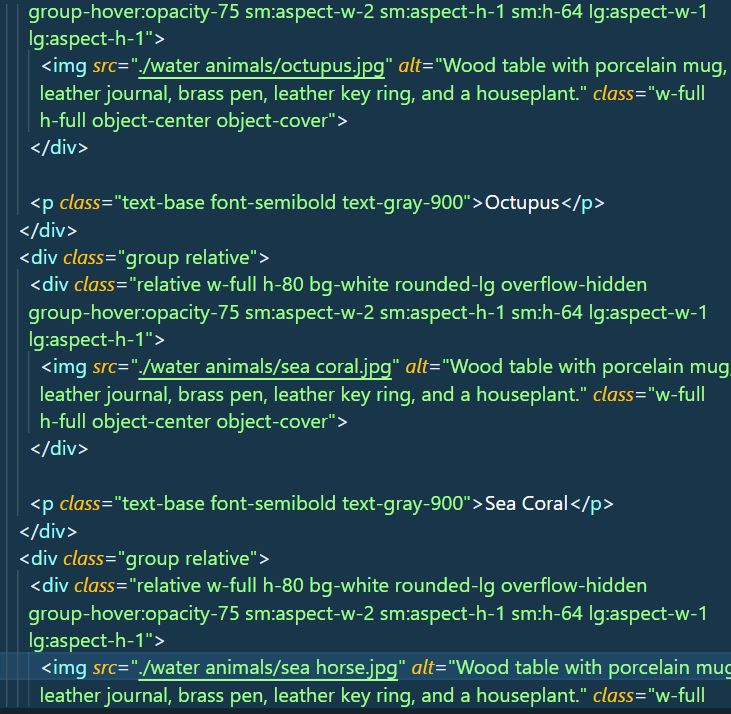 group-hover:opacity-75 sm:aspect-w-2 sm:aspect-h-1 sm:h-64 lg:aspect-w-1
lg:aspect-h-1">
<img src="./water animals/octupus.jpg" alt="Wood table with porcelain mug,
leather journal, brass pen, leather key ring, and a houseplant." class="w-full
h-full object-center object-cover">
</div>
<p class="text-base font-semibold text-gray-900">Octupus</p>
</div>
<div class="group relative">
<div class="relative w-full h-80 bg-white rounded-lg overflow-hidden
group-hover:opacity-75 sm:aspect-w-2 sm:aspect-h-1 sm:h-64 lg:aspect-w-1
lg:aspect-h-1">
<img src="./water animals/sea coral.jpg" alt="Wood table with porcelain mug,
leather journal, brass pen, leather key ring, and a houseplant." class="w-full
h-full object-center object-cover">
</div>
<p class="text-base font-semibold text-gray-900">Sea Coral</p>
</div>
<div class="group relative">
<div class="relative w-full h-80 bg-white rounded-lg overflow-hidden
group-hover:opacity-75 sm:aspect-w-2 sm:aspect-h-1 sm:h-64 lg:aspect-w-1
lg:aspect-h-1">
<img src="./water animals/sea horse.jpg" alt="Wood table with porcelain mug
leather journal, brass pen, leather key ring, and a houseplant." class="w-full